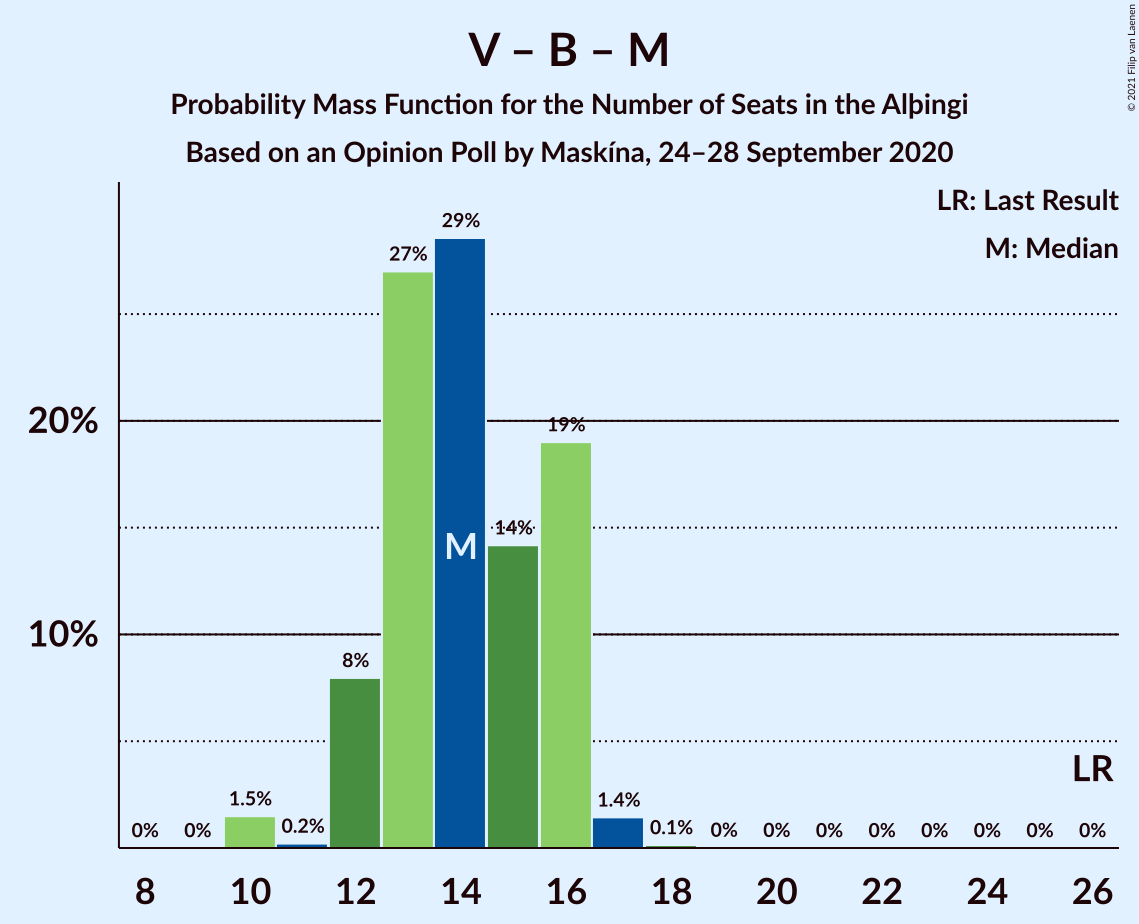 V – B – M
Probability Mass Function for the Number of Seats in the Alþingi
Based on an Opinion Poll by Maskína, 24–28 September 2020
© 2021 Filip van Laenen
LR: Last Result
M: Median
29%
27%
20%
19%
14%
M
10%
8%
LR
1.5%
1.4%
0% 0% 0.2% 0.1% 0% 0% 0% 0% 0% 0% 0% 0%
8 10 12 14 16 18 20 22 24 26